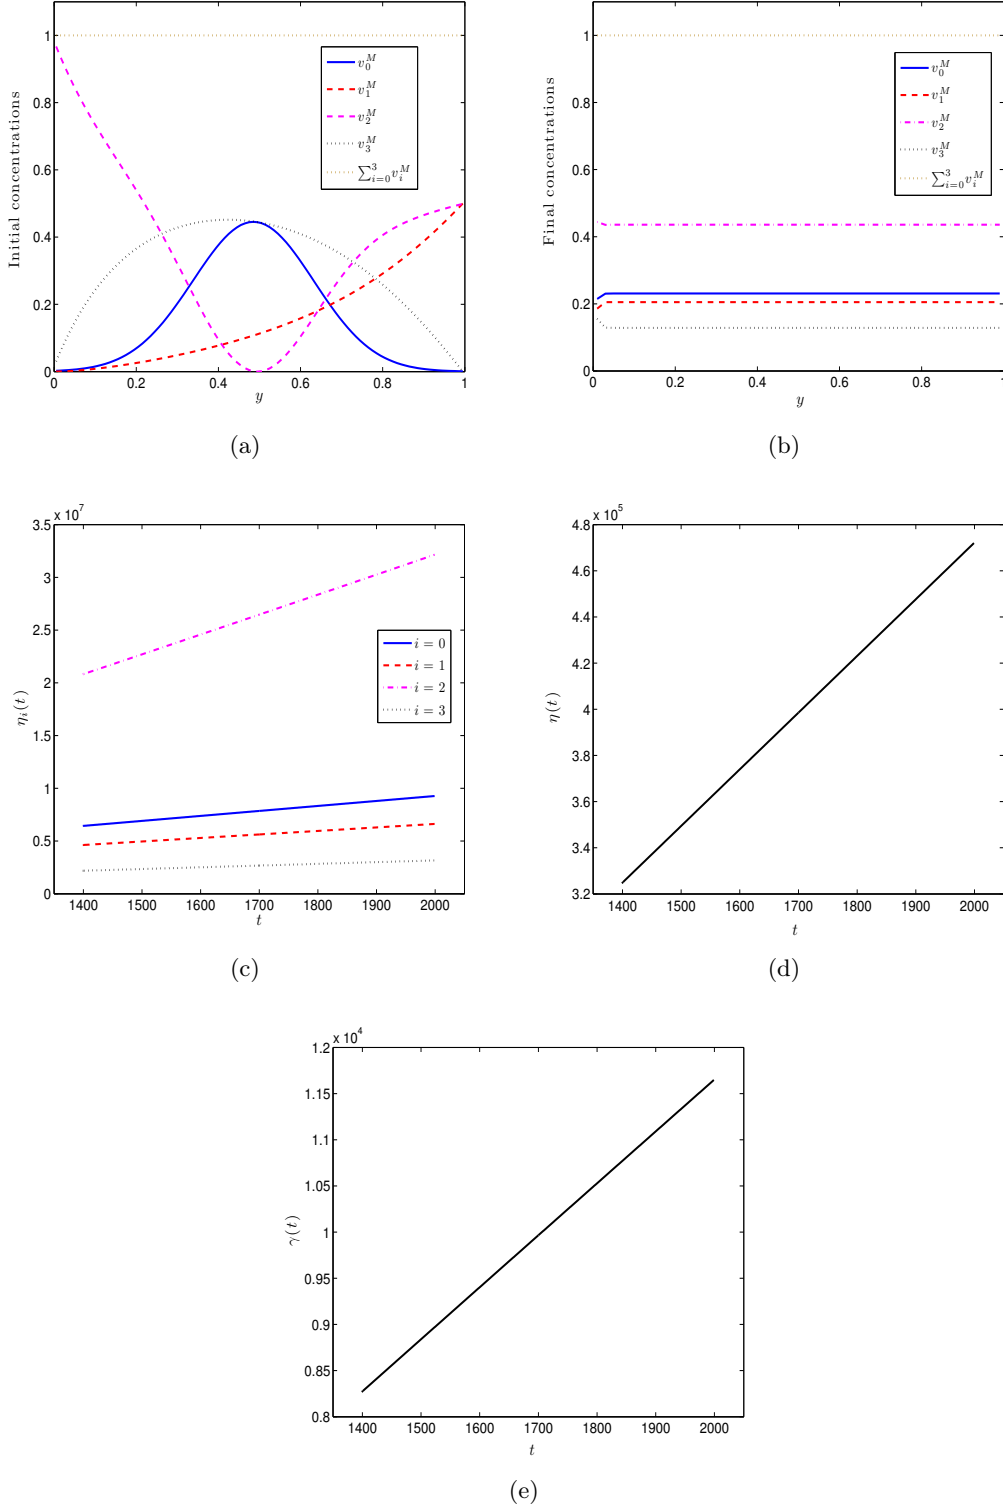 Initial concentrations
1
0.8
0.6
0.4
0.2
0
0 0.2 0.4 0.6 0.8 1
y
v_0^M
v_1^M
v_2^M
v_3^M
∑_{i=0}^3 v_i^M
(a)
Final concentrations
1
0.8
0.6
0.4
0.2
0
0 0.2 0.4 0.6 0.8 1
y
v_0^M
v_1^M
v_2^M
v_3^M
∑_{i=0}^3 v_i^M
(b)
x 10^7
η_i(t)
3.5
3
2.5
2
1.5
1
0.5
0
1400 1500 1600 1700 1800 1900 2000
t
i = 0
i = 1
i = 2
i = 3
(c)
x 10^5
η(t)
4.8
4.6
4.4
4.2
4
3.8
3.6
3.4
3.2
1400 1500 1600 1700 1800 1900 2000
t
(d)
x 10^4
γ(t)
1.2
1.15
1.1
1.05
1
0.95
0.9
0.85
0.8
1400 1500 1600 1700 1800 1900 2000
t
(e)